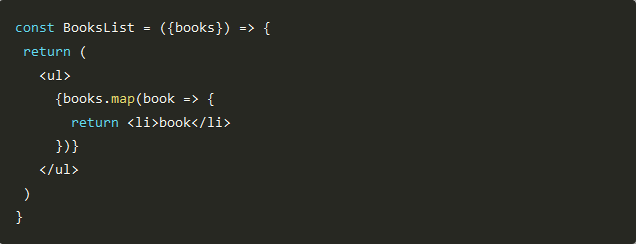 const BooksList = ({books}) => {
 return (
   <ul>
     {books.map(book => {
       return <li>book</li>
     })}
   </ul>
 )
}